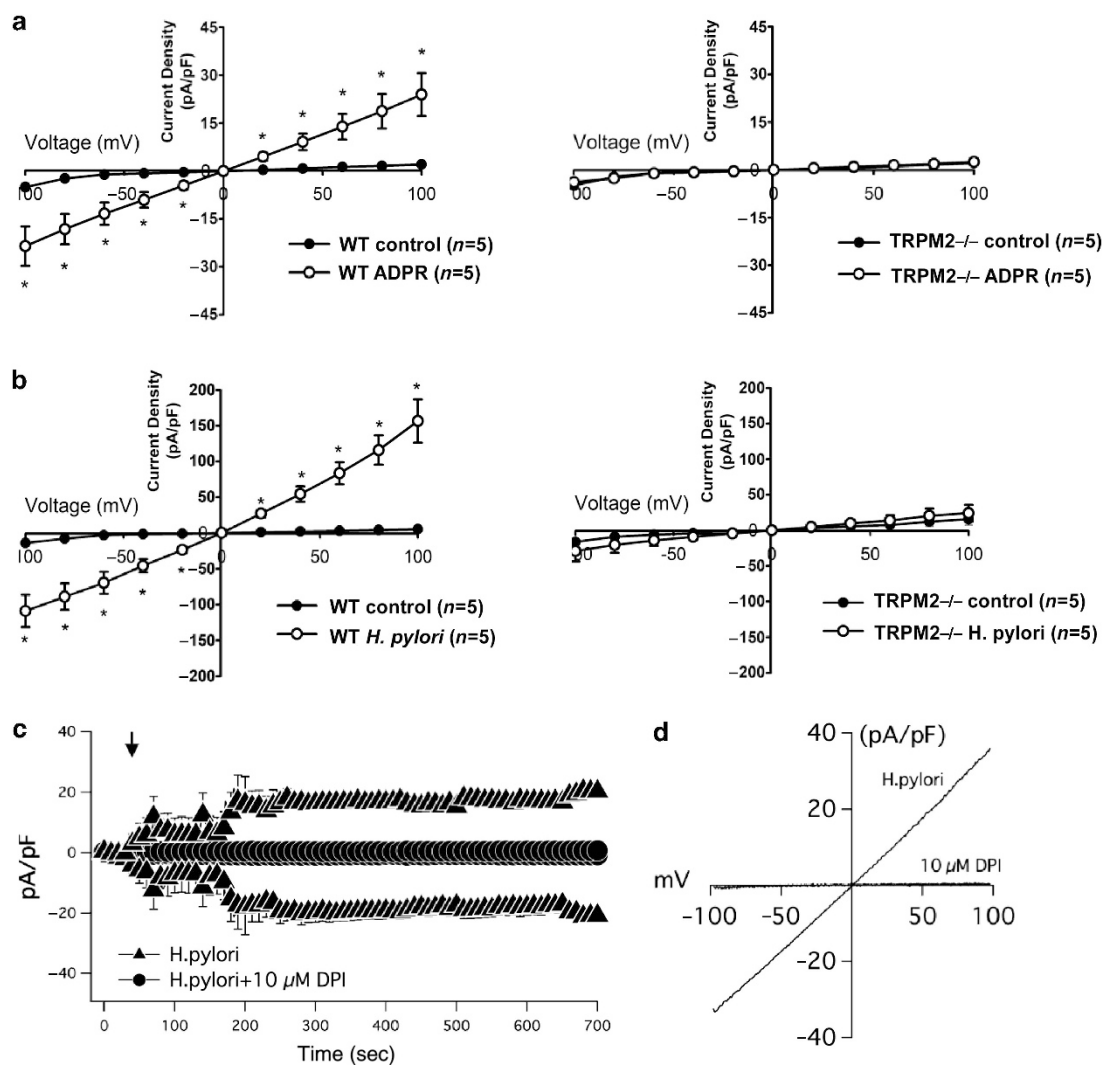 a
Current Density
(pA/pF)
45
30
15
0
−15
−30
−45
Voltage (mV)
−50
0
50
100
*
*
*
*
*
*
*
*
*
*
WT control (n=5)
WT ADPR (n=5)
Current Density
(pA/pF)
45
30
15
0
−15
−30
−45
Voltage (mV)
100
−50
0
50
100
TRPM2−/− control (n=5)
TRPM2−/− ADPR (n=5)
b
Current Density
(pA/pF)
200
150
100
50
0
−50
−100
−150
−200
Voltage (mV)
100
−50
0
50
100
*
*
*
*
*
*
*
*
*
*
WT control (n=5)
WT H. pylori (n=5)
Current Density
(pA/pF)
200
150
100
50
0
−50
−100
−150
−200
Voltage (mV)
100
-50
0
50
100
TRPM2−/− control (n=5)
TRPM2−/− H. pylori (n=5)
c
pA/pF
40
20
0
−20
−40
H.pylori
H.pylori+10 µM DPI
0 100 200 300 400 500 600 700
Time (sec)
d
(pA/pF)
40
20
−20
−40
H.pylori
10 µM DPI
mV
−100 −50 50 100